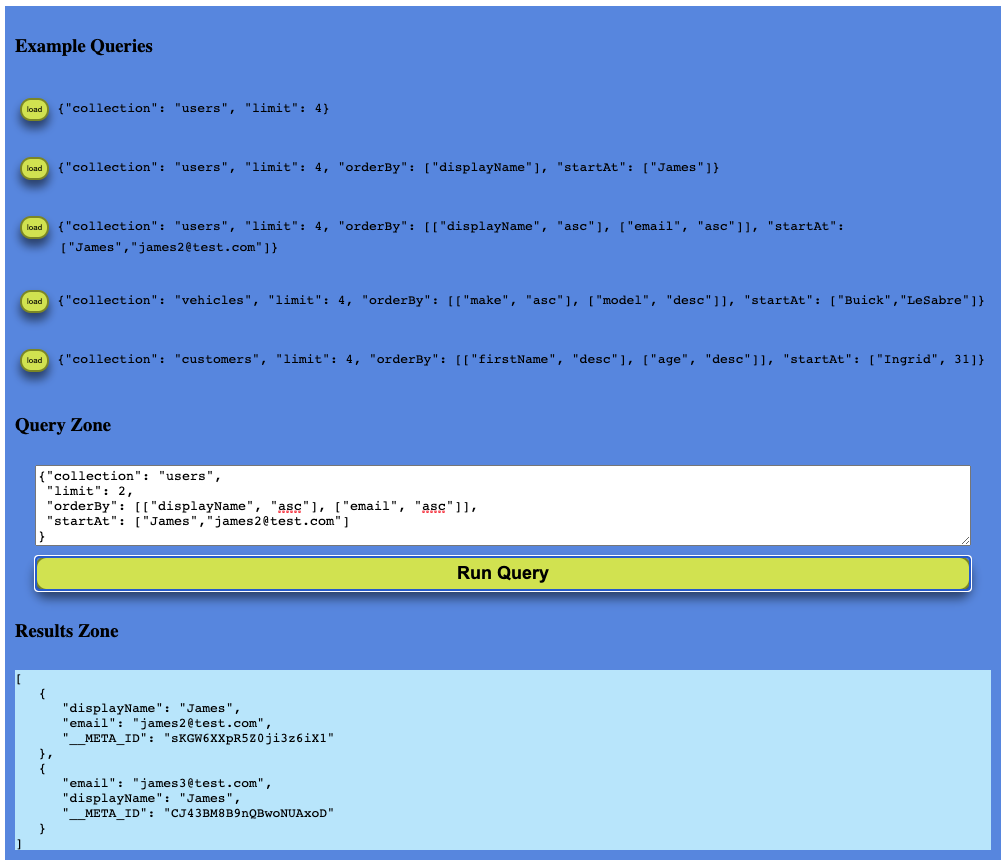 Example Queries
load {"collection": "users", "limit": 4}
load {"collection": "users", "limit": 4, "orderBy": ["displayName"], "startAt": ["James"]}
load {"collection": "users", "limit": 4, "orderBy": [["displayName", "asc"], ["email", "asc"]], "startAt":
["James","james2@test.com"]}
load {"collection": "vehicles", "limit": 4, "orderBy": [["make", "asc"], ["model", "desc"]], "startAt": ["Buick","LeSabre"]}
load {"collection": "customers", "limit": 4, "orderBy": [["firstName", "desc"], ["age", "desc"]], "startAt": ["Ingrid", 31]}
Query Zone
{"collection": "users",
"limit": 2,
"orderBy": [["displayName", "asc"], ["email", "asc"]],
"startAt": ["James","james2@test.com"]
}
Run Query
Results Zone
[
{
"displayName": "James",
"email": "james2@test.com",
"__META_ID": "sKGW6XXpR5Z0ji3z6iX1"
},
{
"email": "james3@test.com",
"displayName": "James",
"__META_ID": "CJ43BM8B9nQBwoNUAxoD"
}
]